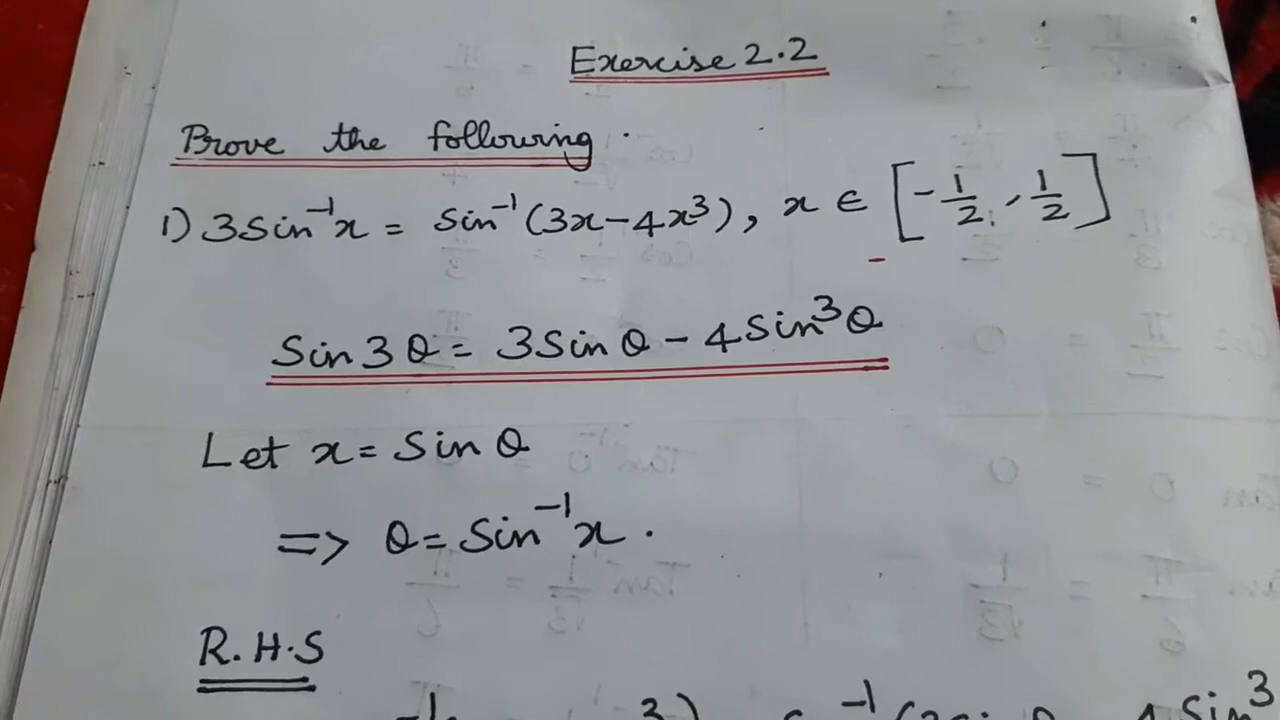 Exercise 2.2
Prove the following.
1) 3sin⁻¹x = sin⁻¹(3x-4x³), x ∈ [-1/2, 1/2]
Sin3θ = 3Sinθ - 4Sin³θ
Let x = Sinθ
=> θ = Sin⁻¹x.
R.H.S